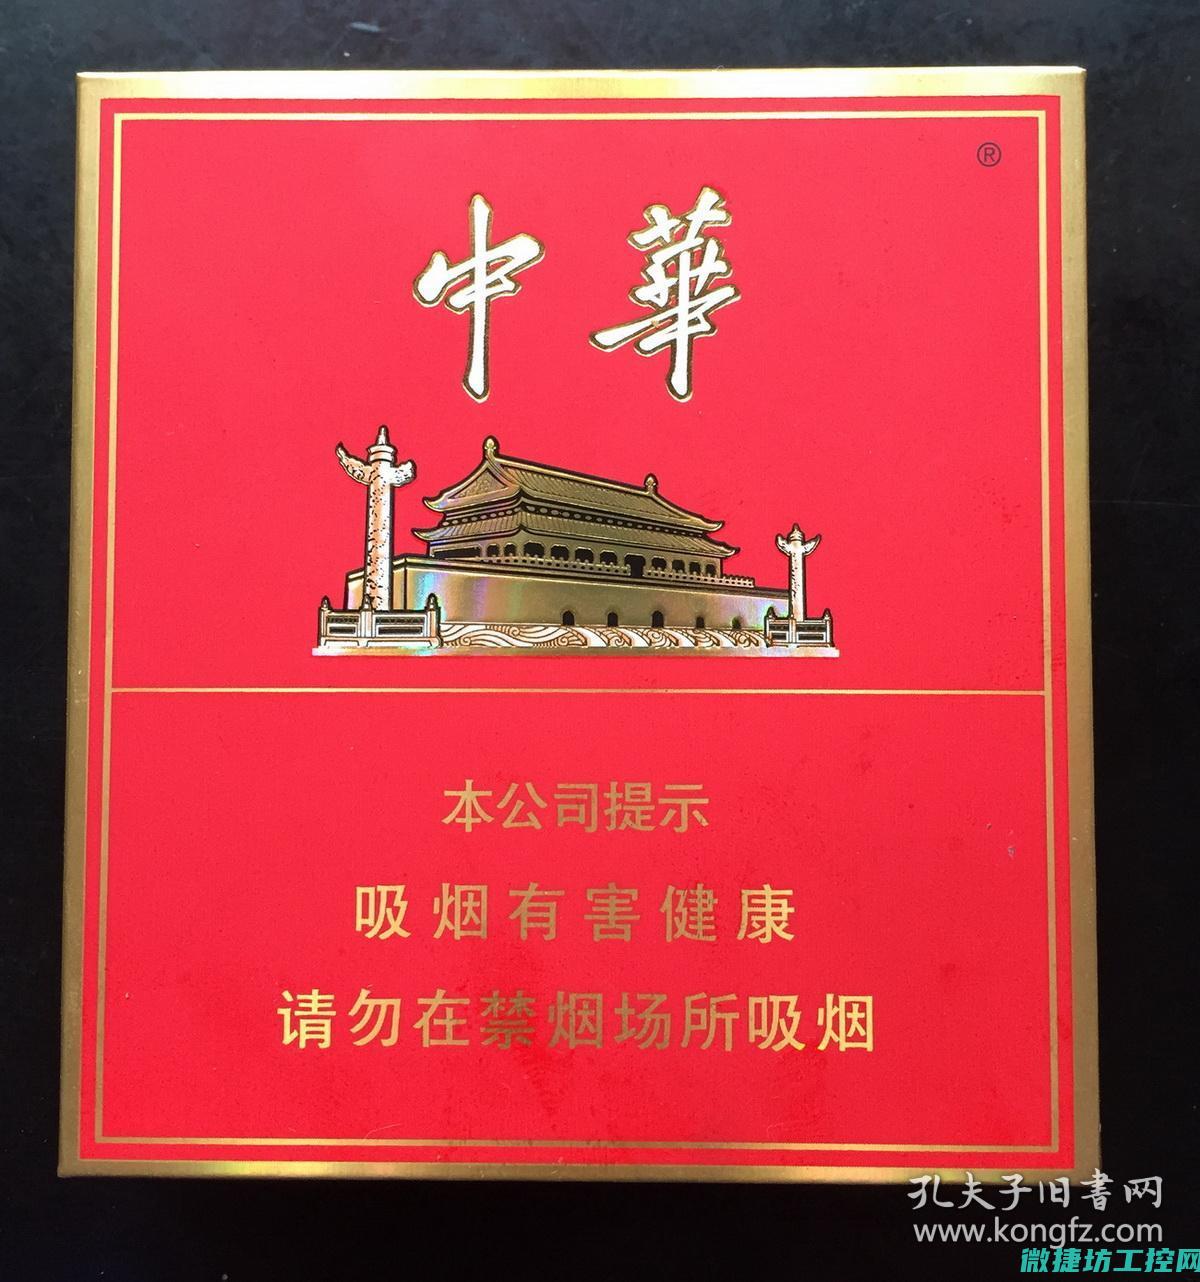 ®
中華
本公司提示
吸烟有害健康
请勿在禁烟场所吸烟
孔夫子旧書网
www.kongfz.com
微捷坊工控网